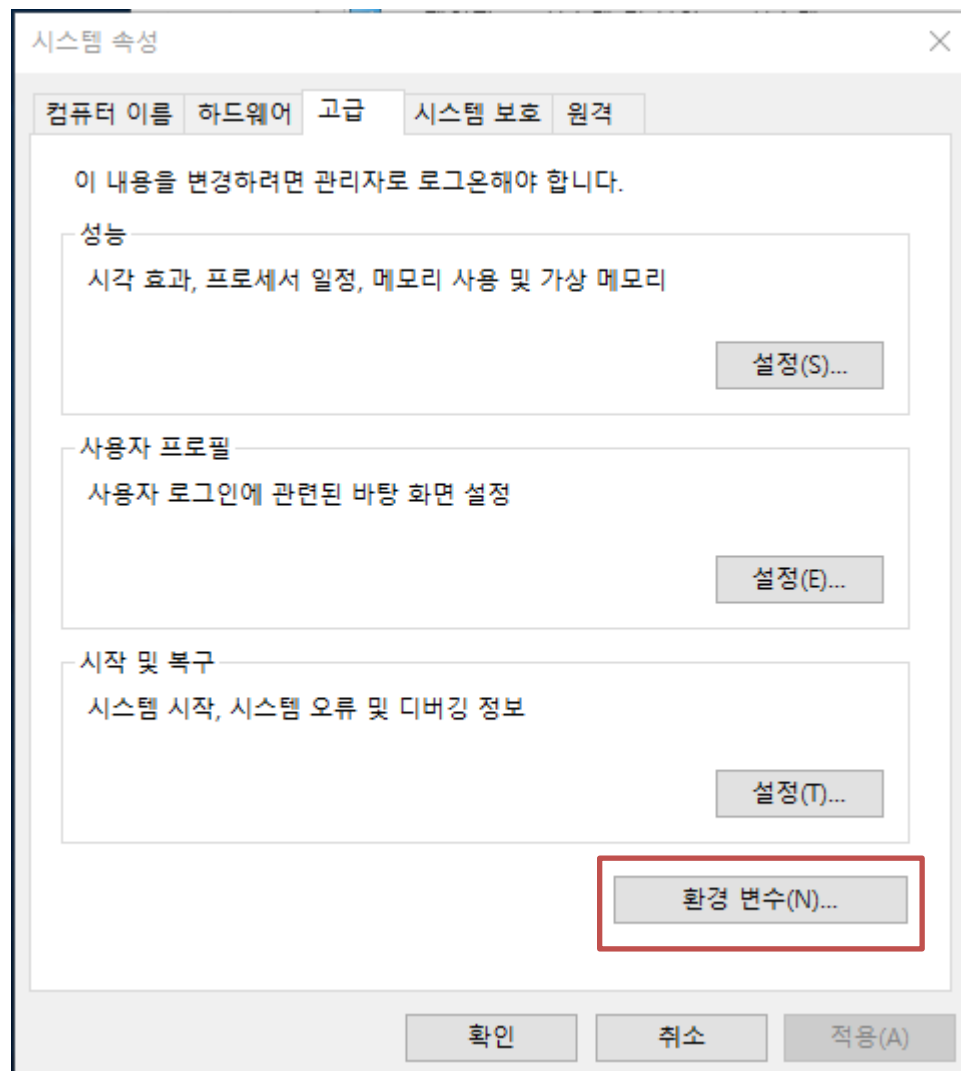 시스템 속성
컴퓨터 이름 하드웨어 고급 시스템 보호 원격
이 내용을 변경하려면 관리자로 로그온해야 합니다.
성능
시각 효과, 프로세서 일정, 메모리 사용 및 가상 메모리
설정(S)...
사용자 프로필
사용자 로그인에 관련된 바탕 화면 설정
설정(E)...
시작 및 복구
시스템 시작, 시스템 오류 및 디버깅 정보
설정(T)...
환경 변수(N)...
확인 취소 적용(A)